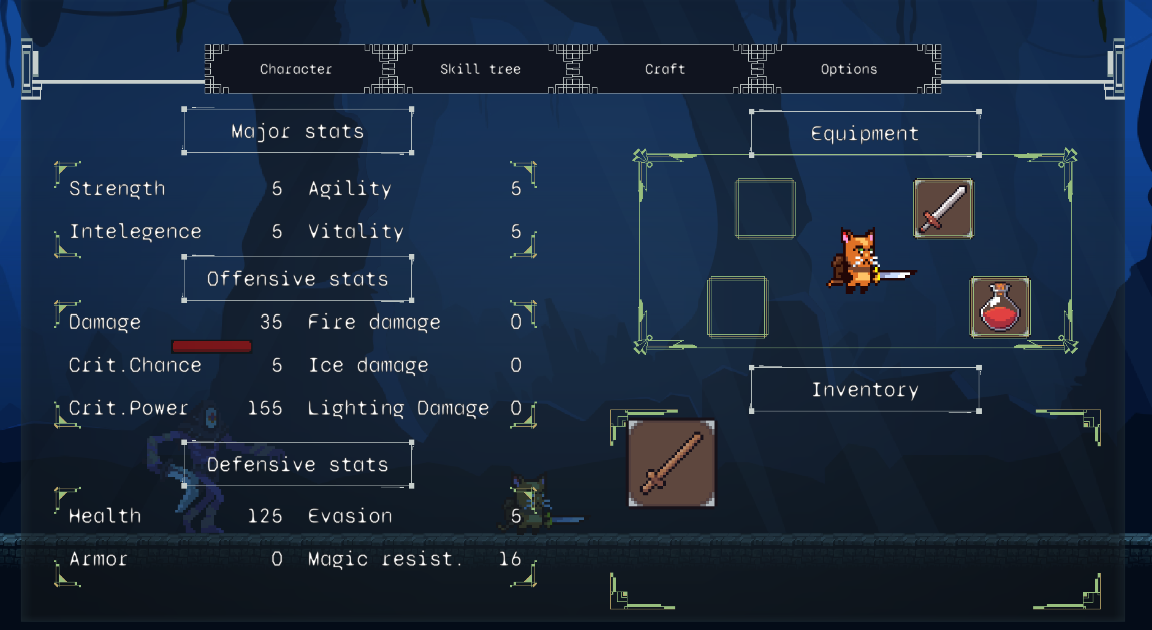 Character Skill tree Craft Options
Major stats
Strength 5 Agility 5
Intelegence 5 Vitality 5
Offensive stats
Damage 35 Fire damage 0
Crit.Chance 5 Ice damage 0
Crit.Power 155 Lighting Damage 0
Defensive stats
Health 125 Evasion 5
Armor 0 Magic resist. 16
Equipment
Inventory